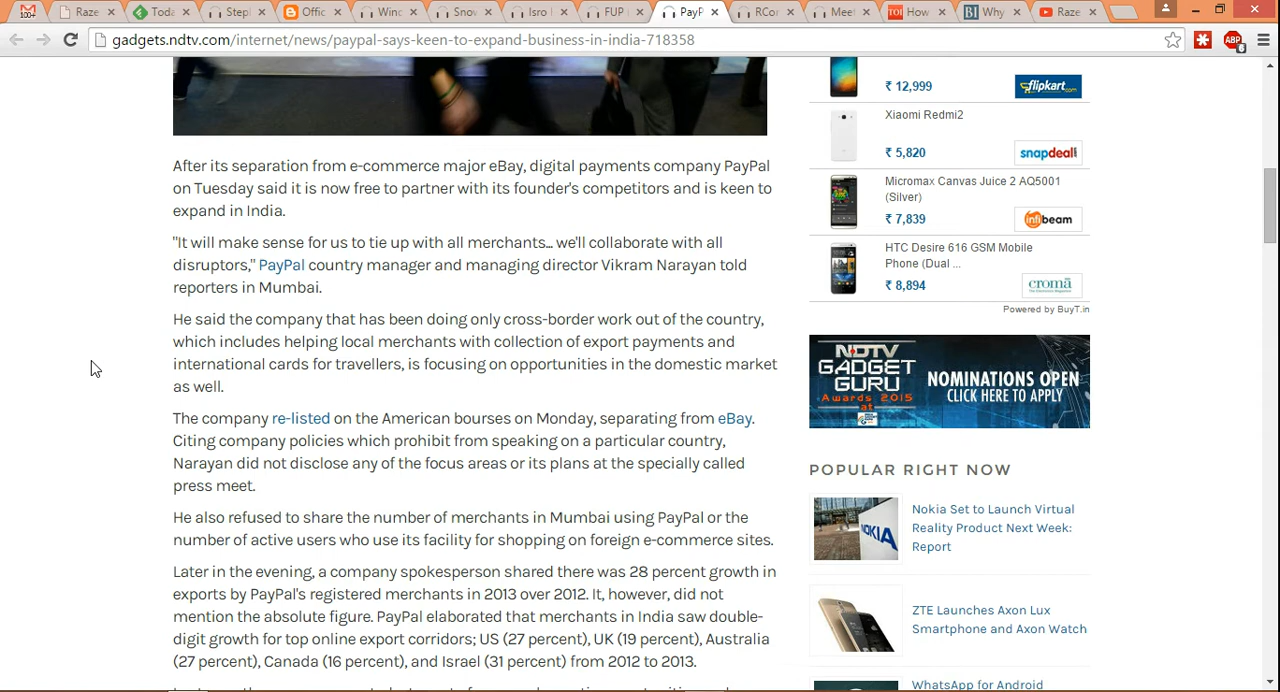 100+
Raze
Toda
Stepl
Offic
Wind
Snov
Isro l
FUP
PayP
RCor
Meet
TOI
How
BI
Why
Raze
gadgets.ndtv.com/internet/news/paypal-says-keen-to-expand-business-in-india-718358
ABP
6
After its separation from e-commerce major eBay, digital payments company PayPal
on Tuesday said it is now free to partner with its founder's competitors and is keen to
expand in India.
"It will make sense for us to tie up with all merchants... we'll collaborate with all
disruptors," PayPal country manager and managing director Vikram Narayan told
reporters in Mumbai.
He said the company that has been doing only cross-border work out of the country,
which includes helping local merchants with collection of export payments and
international cards for travellers, is focusing on opportunities in the domestic market
as well.
The company re-listed on the American bourses on Monday, separating from eBay.
Citing company policies which prohibit from speaking on a particular country,
Narayan did not disclose any of the focus areas or its plans at the specially called
press meet.
He also refused to share the number of merchants in Mumbai using PayPal or the
number of active users who use its facility for shopping on foreign e-commerce sites.
Later in the evening, a company spokesperson shared there was 28 percent growth in
exports by PayPal's registered merchants in 2013 over 2012. It, however, did not
mention the absolute figure. PayPal elaborated that merchants in India saw double-
digit growth for top online export corridors; US (27 percent), UK (19 percent), Australia
(27 percent), Canada (16 percent), and Israel (31 percent) from 2012 to 2013.
₹ 12,999
flipkart.com
Xiaomi Redmi2
₹ 5,820
snapdeal
Micromax Canvas Juice 2 AQ5001
(Silver)
₹ 7,839
infibeam
HTC Desire 616 GSM Mobile
Phone (Dual ...
₹ 8,894
croma
Powered by BuyT.in
NDTV
GADGET
GURU
Awards 2015
at
NOMINATIONS OPEN
CLICK HERE TO APPLY
POPULAR RIGHT NOW
NOKIA
Nokia Set to Launch Virtual
Reality Product Next Week:
Report
ZTE Launches Axon Lux
Smartphone and Axon Watch
WhatsApp for Android